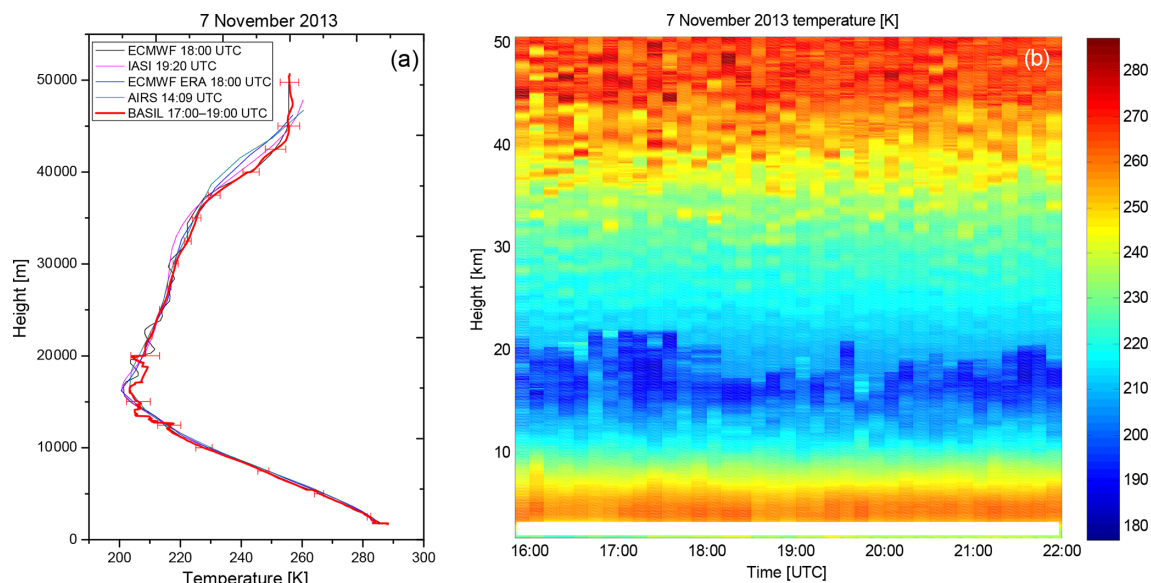 7 November 2013
(a)
ECMWF 18:00 UTC
IASI 19:20 UTC
ECMWF ERA 18:00 UTC
AIRS 14:09 UTC
BASIL 17:00–19:00 UTC
Height [m]
50000
40000
30000
20000
10000
0
200 220 240 260 280 300
Temperature [K]
7 November 2013 temperature [K]
(b)
Height [km]
50
40
30
20
10
16:00 17:00 18:00 19:00 20:00 21:00 22:00
Time [UTC]
280
270
260
250
240
230
220
210
197
190
180